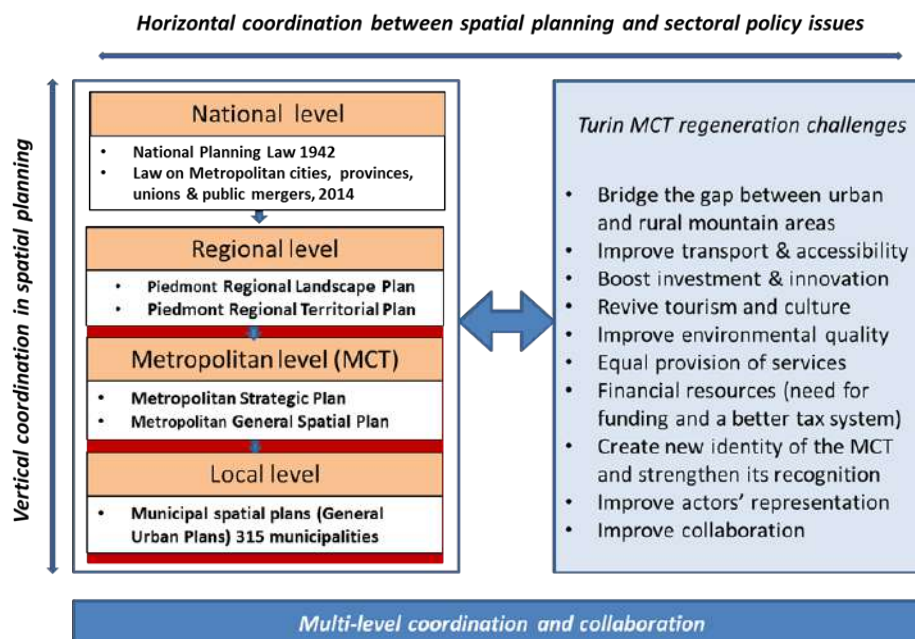 Horizontal coordination between spatial planning and sectoral policy issues
Vertical coordination in spatial planning
National level
• National Planning Law 1942
• Law on Metropolitan cities, provinces,
unions & public mergers, 2014
Regional level
• Piedmont Regional Landscape Plan
• Piedmont Regional Territorial Plan
Metropolitan level (MCT)
• Metropolitan Strategic Plan
• Metropolitan General Spatial Plan
Local level
• Municipal spatial plans (General
Urban Plans) 315 municipalities
Turin MCT regeneration challenges
• Bridge the gap between urban
and rural mountain areas
• Improve transport & accessibility
• Boost investment & innovation
• Revive tourism and culture
• Improve environmental quality
• Equal provision of services
• Financial resources (need for
funding and a better tax system)
• Create new identity of the MCT
and strengthen its recognition
• Improve actors' representation
• Improve collaboration
Multi-level coordination and collaboration